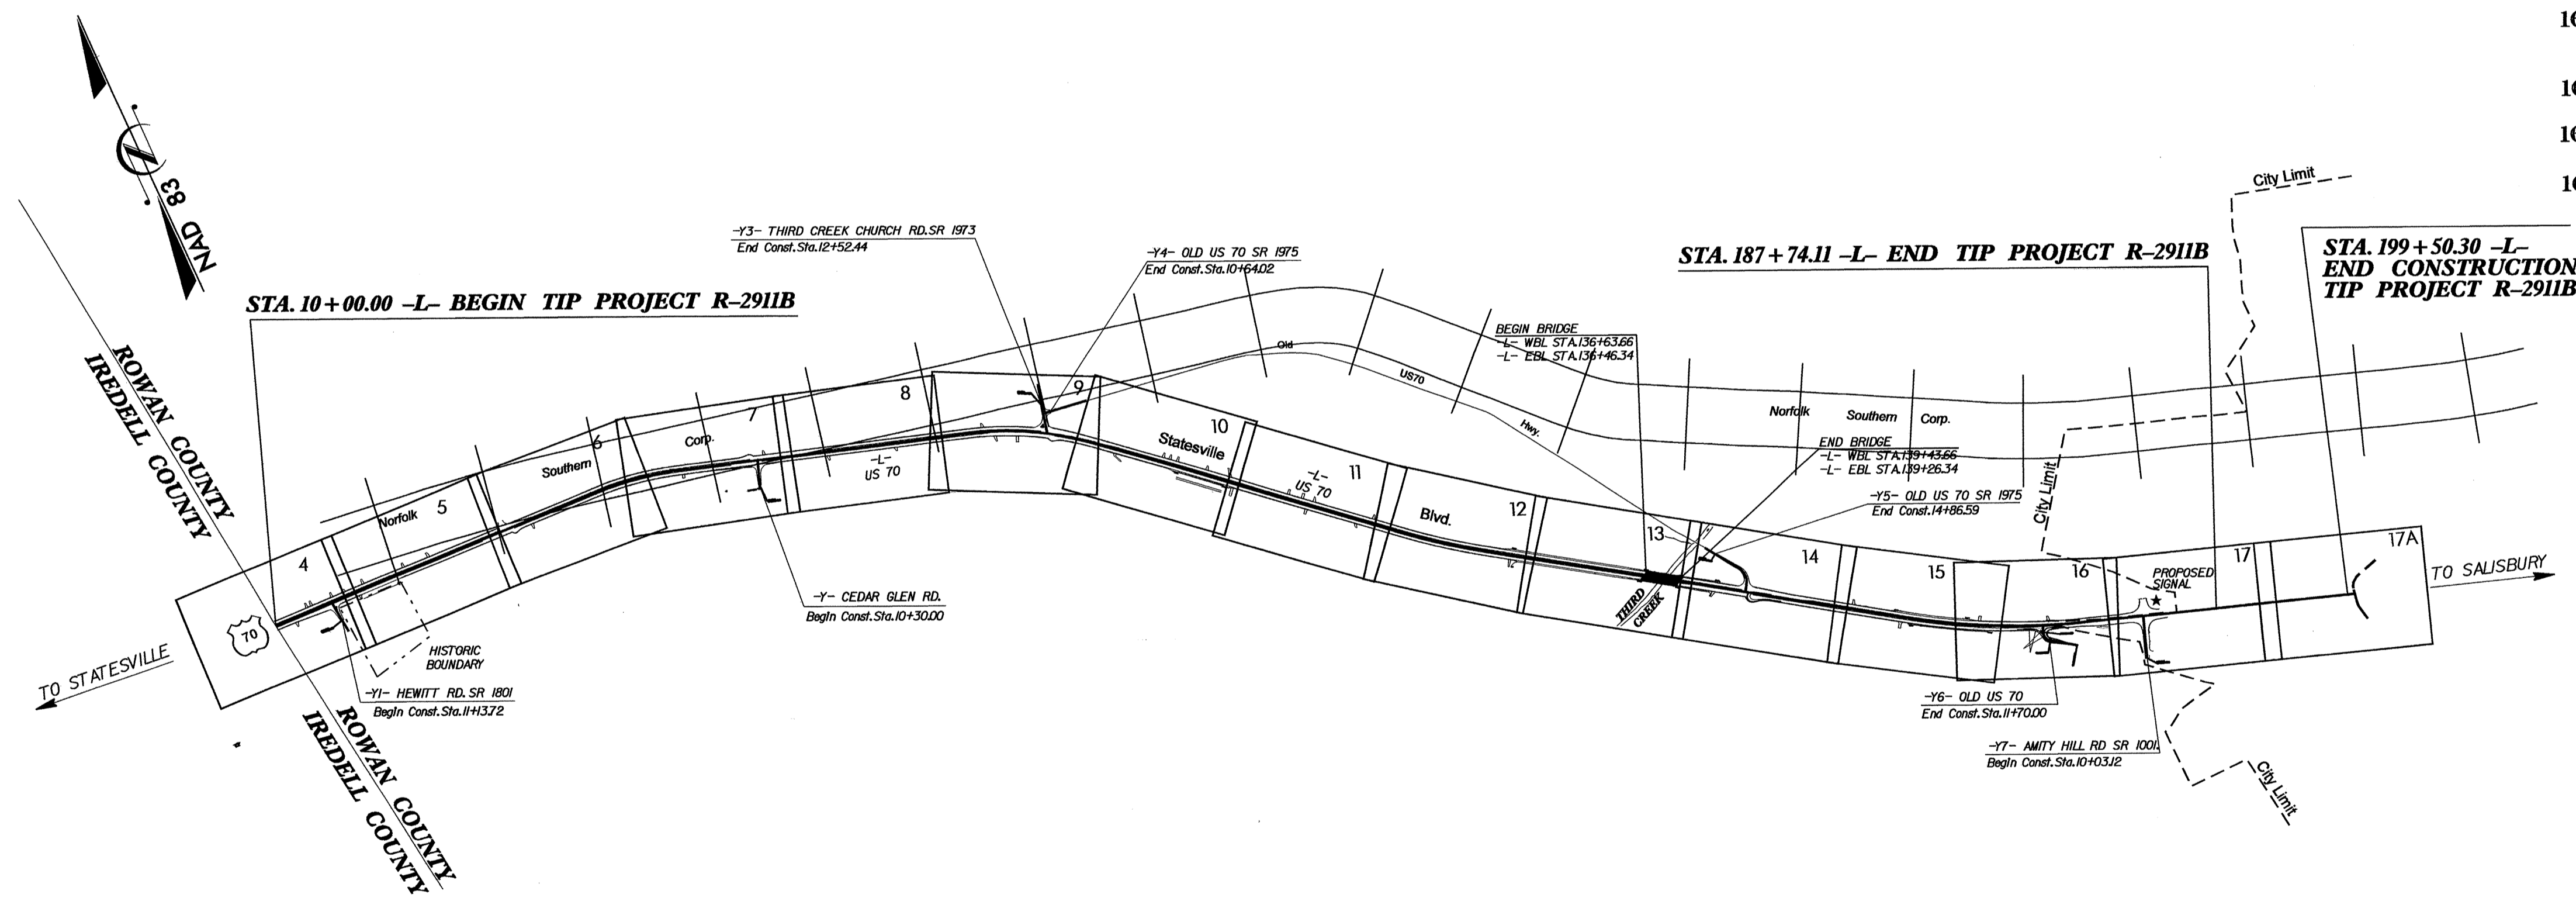 NAD 83
ROWAN COUNTY
IREDELL COUNTY
STA. 10+00.00 -L- BEGIN TIP PROJECT R-2911B
-Y3- THIRD CREEK CHURCH RD. SR 1973
End Const. Sta. 12+52.44
-Y4- OLD US 70 SR 1975
End Const. Sta. 10+64.02
BEGIN BRIDGE
-L- WBL STA. 136+63.66
-L- EBL STA. 136+46.34
STA. 187+74.11 -L- END TIP PROJECT R-2911B
City Limit
STA. 199+50.30 -L-
END CONSTRUCTION
TIP PROJECT R-2911B
Old
US70
Hwy.
Norfolk Southern Corp.
END BRIDGE
-L- WBL STA. 139+43.66
-L- EBL STA. 139+26.34
-Y5- OLD US 70 SR 1975
End Const. 14+86.59
City Limit
Norfolk
Southern
Corp.
4
5
6
7
8
9
10
11
12
13
14
15
16
17
17A
-L-
US 70
Statesville
-L-
US 70
Blvd.
THIRD
CREEK
PROPOSED
SIGNAL
TO SALISBURY
70
TO STATESVILLE
HISTORIC
BOUNDARY
-Y- CEDAR GLEN RD.
Begin Const. Sta. 10+30.00
-Y1- HEWITT RD. SR 1801
Begin Const. Sta. 11+13.72
-Y6- OLD US 70
End Const. Sta. 11+70.00
-Y7- AMITY HILL RD SR 1001
Begin Const. Sta. 10+03.12
City Limit
ROWAN COUNTY
IREDELL COUNTY